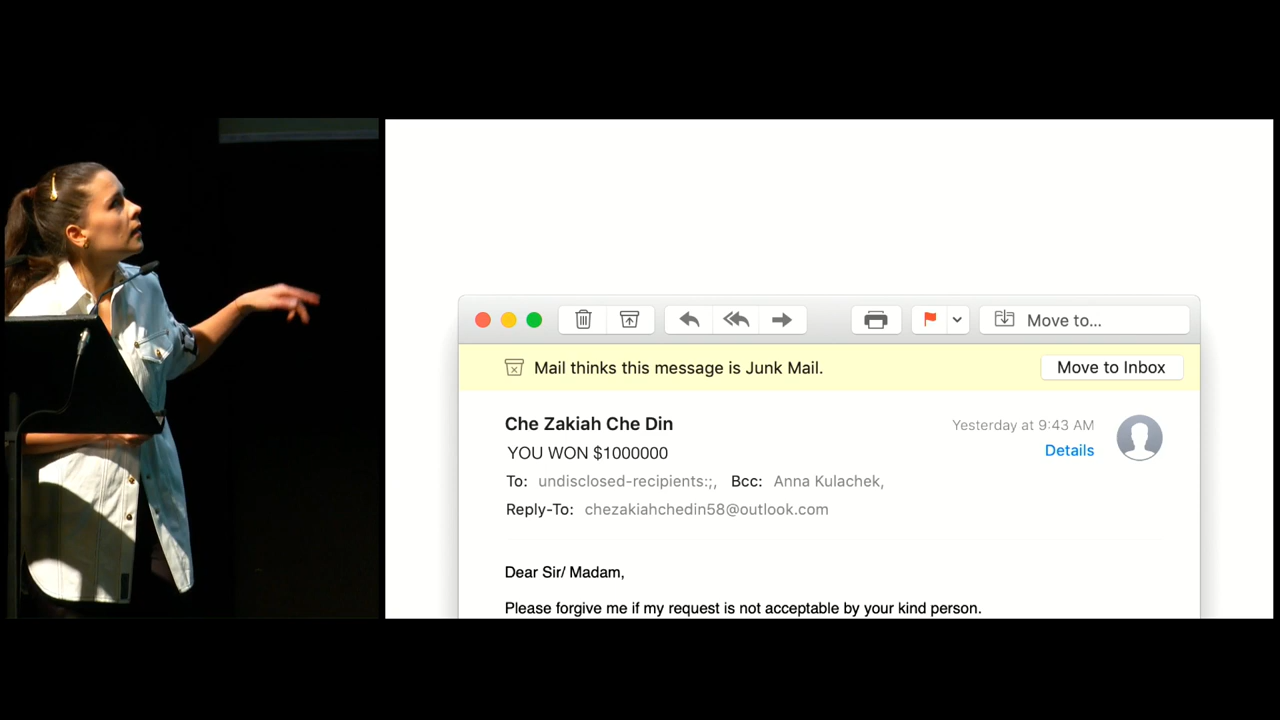 Move to...
Mail thinks this message is Junk Mail.
Move to Inbox
Che Zakiah Che Din
Yesterday at 9:43 AM
YOU WON $1000000
Details
To: undisclosed-recipients:;, Bcc: Anna Kulachek,
Reply-To: chezakiahchedin58@outlook.com
Dear Sir/ Madam,
Please forgive me if my request is not acceptable by your kind person.